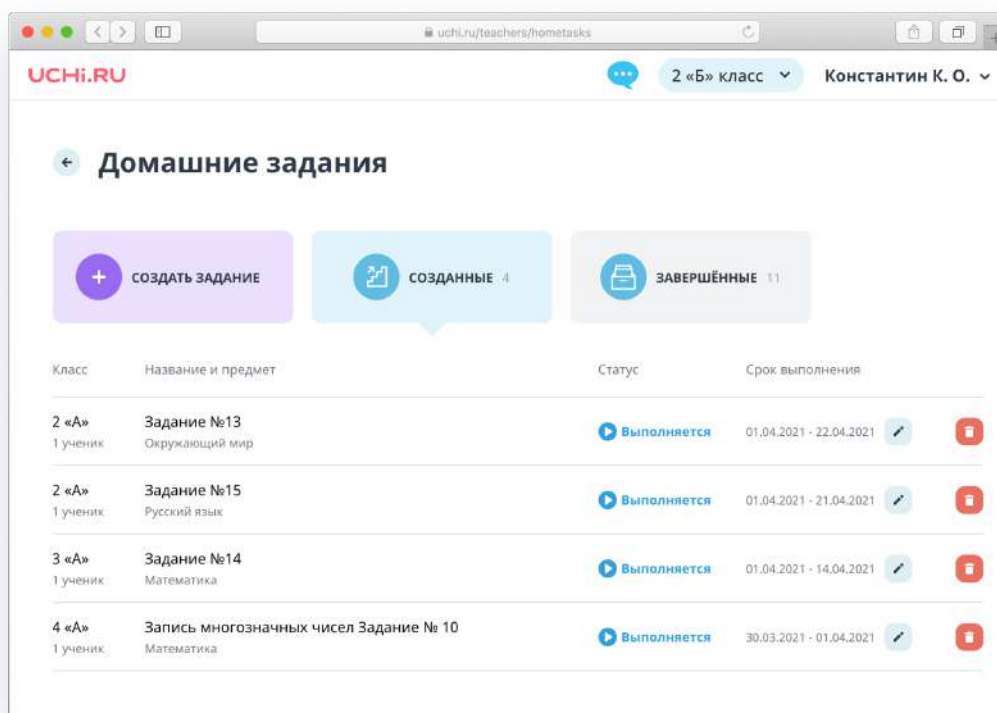 uchi.ru/teachers/hometasks
UCHi.RU
2 «Б» класс
Константин К. О.
Домашние задания
СОЗДАТЬ ЗАДАНИЕ
СОЗДАННЫЕ 4
ЗАВЕРШЁННЫЕ 11
Класс Название и предмет Статус Срок выполнения
2 «А» Задание №13 Выполняется 01.04.2021 - 22.04.2021
1 ученик Окружающий мир
2 «А» Задание №15 Выполняется 01.04.2021 - 21.04.2021
1 ученик Русский язык
3 «А» Задание №14 Выполняется 01.04.2021 - 14.04.2021
1 ученик Математика
4 «А» Запись многозначных чисел Задание № 10 Выполняется 30.03.2021 - 01.04.2021
1 ученик Математика